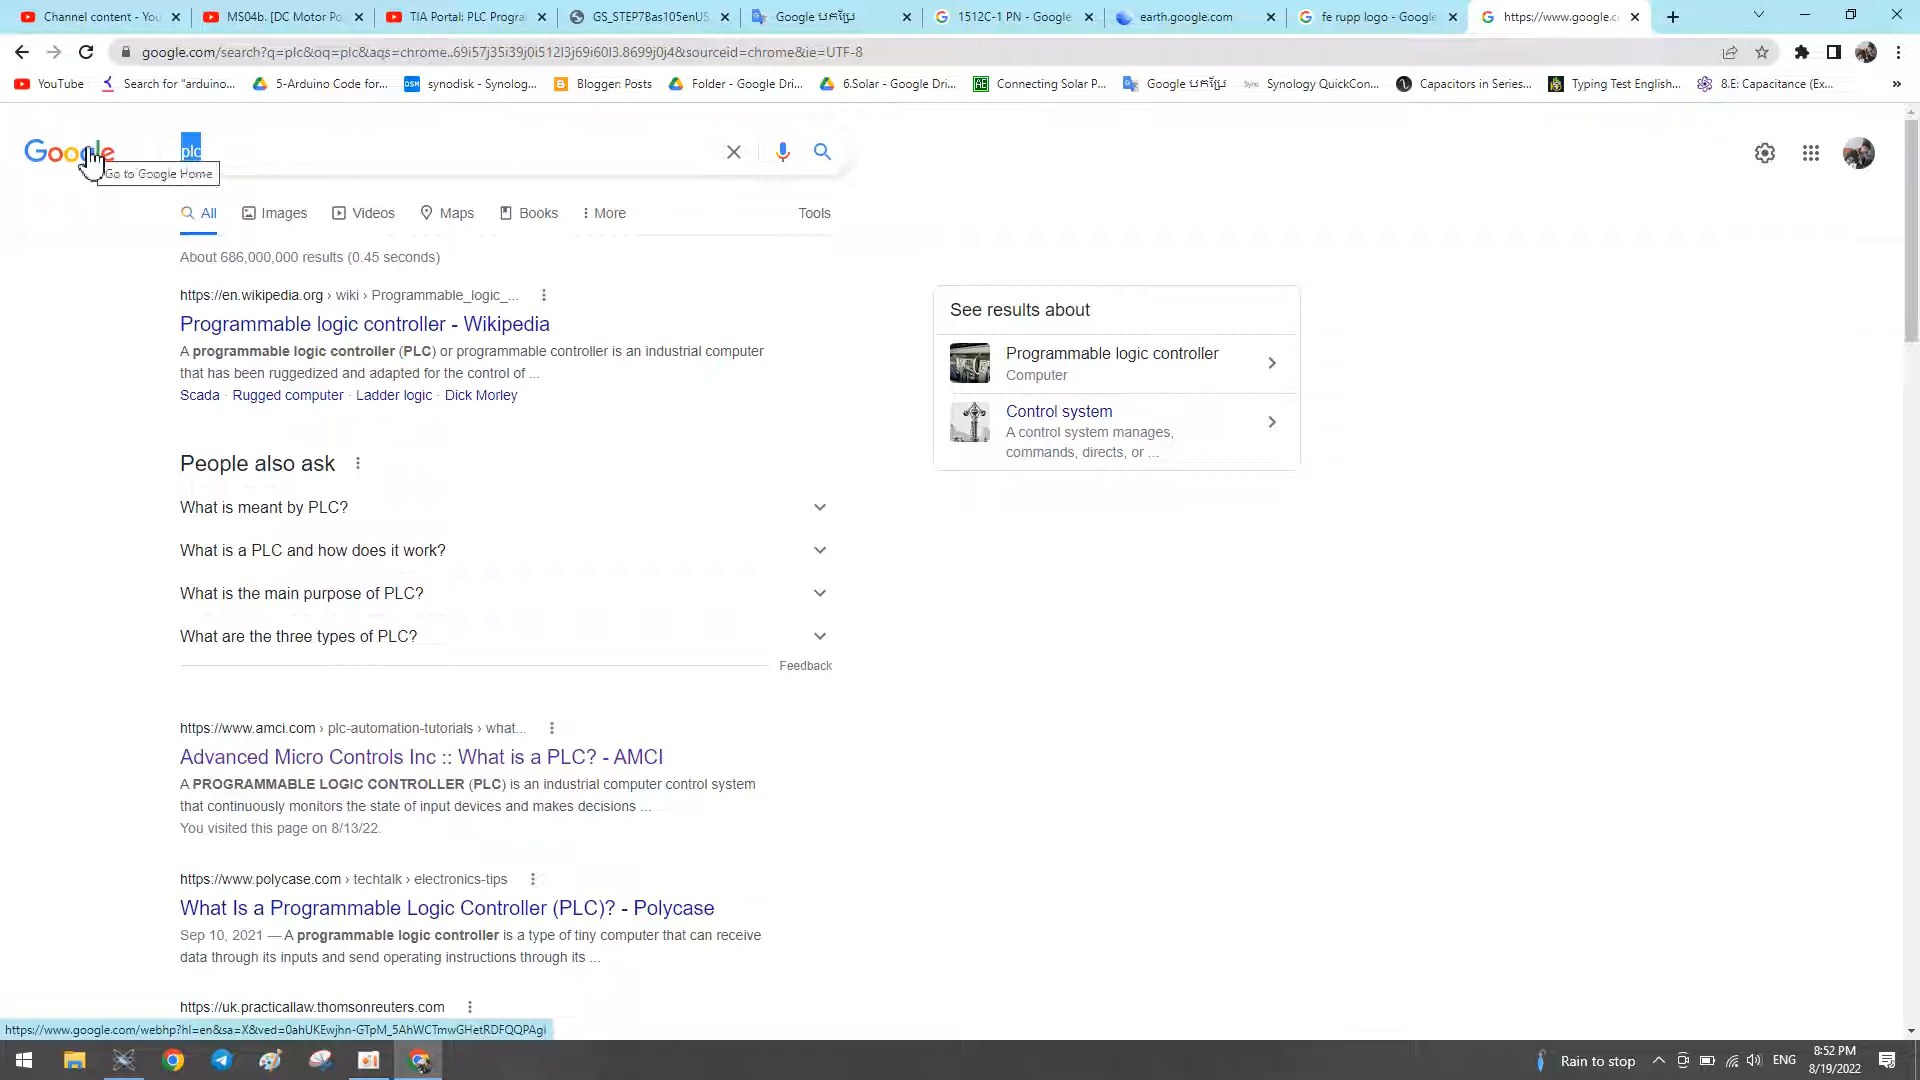 Channel content - You
MS04b. [DC Motor Po
TIA Portal: PLC Progra
GS_STEP7Bas105enUS
Google បកប្រែ
1512C-1 PN - Google
earth.google.com
fe rupp logo - Google
https://www.google.c
google.com/search?q=plc&oq=plc&aqs=chrome..69i57j35i39j0i512l3j69i60l3.8699j0j4&sourceid=chrome&ie=UTF-8
YouTube
Search for "arduino...
5-Arduino Code for...
synodisk - Synolog...
Blogger: Posts
Folder - Google Dri...
6.Solar - Google Dri...
Connecting Solar P...
Google បកប្រែ
Synology QuickCon...
Capacitors in Series...
Typing Test English...
8.E: Capacitance (Ex...
»
Google
plc
Go to Google Home
All
Images
Videos
Maps
Books
More
Tools
About 686,000,000 results (0.45 seconds)
https://en.wikipedia.org › wiki › Programmable_logic_...
Programmable logic controller - Wikipedia
A programmable logic controller (PLC) or programmable controller is an industrial computer
that has been ruggedized and adapted for the control of ...
Scada · Rugged computer · Ladder logic · Dick Morley
See results about
Programmable logic controller
Computer
Control system
A control system manages,
commands, directs, or ...
People also ask
What is meant by PLC?
What is a PLC and how does it work?
What is the main purpose of PLC?
What are the three types of PLC?
Feedback
https://www.amci.com › plc-automation-tutorials › what...
Advanced Micro Controls Inc :: What is a PLC? - AMCI
A PROGRAMMABLE LOGIC CONTROLLER (PLC) is an industrial computer control system
that continuously monitors the state of input devices and makes decisions ...
You visited this page on 8/13/22.
https://www.polycase.com › techtalk › electronics-tips
What Is a Programmable Logic Controller (PLC)? - Polycase
Sep 10, 2021 — A programmable logic controller is a type of tiny computer that can receive
data through its inputs and send operating instructions through its ...
https://uk.practicallaw.thomsonreuters.com
https://www.google.com/webhp?hl=en&sa=X&ved=0ahUKEwjhn-GTpM_5AhWCTmwGHetRDFQQPAgI
Rain to stop
ENG
8:52 PM
8/19/2022